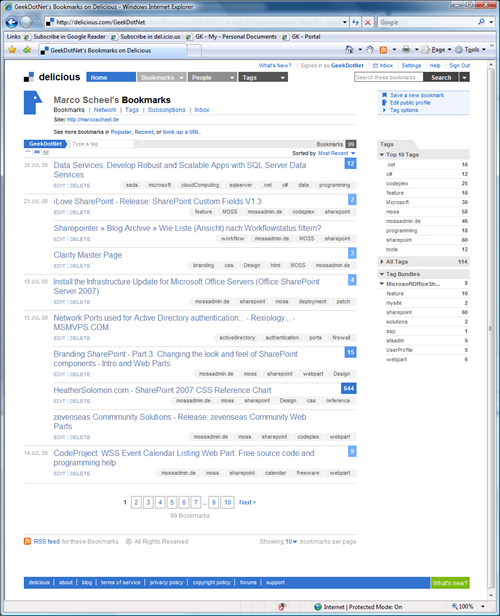 GeekDotNet's Bookmarks on Delicious - Windows Internet Explorer
http://delicious.com/GeekDotNet
Google
Links Subscribe in Google Reader Subscribe in del.icio.us GK - My - Personal Documents GK - Portal
GeekDotNet's Bookmarks on Delicious
Page Tools
What's New? Signed in as GeekDotNet Inbox Settings Help Sign Out
delicious Home Bookmarks People Tags Search these bookmarks Search
Marco Scheel's Bookmarks
Bookmarks | Network | Tags | Subscriptions | Inbox
Site: http://marcoscheel.de
Save a new bookmark
Edit public profile
Tag options
See more bookmarks in Popular, Recent, or look up a URL.
GeekDotNet Type a tag Bookmarks 99
Sorted by Most Recent
30 JUL 08 Data Services: Develop Robust and Scalable Apps with SQL Server Data 12
Services
EDIT | DELETE
ssds microsoft cloudComputing sqlserver .net c# data programming
23 JUL 08 iLove SharePoint - Release: SharePoint Custom Fields V1.3 2
EDIT | DELETE feature MOSS codeplex sharepoint
Sharepointer » Blog Archive » Wie Liste (Ansicht) nach Workflowstatus filtern?
EDIT | DELETE workflow mossadmin.de MOSS sharepoint
Clarity Master Page 3
EDIT | DELETE branding css Design html MOSS mossadmin.de
18 JUL 08 Install the Infrastructure Update for Microsoft Office Servers (Office SharePoint 4
Server 2007)
EDIT | DELETE mossadmin.de sharepoint moss deployment patch
15 JUL 08 Network Ports used for Active Directory authentication... - Rexiology... -
MSMVPS.COM
EDIT | DELETE activedirectory authentication ports firewall
Branding SharePoint - Part 3: Changing the look and feel of SharePoint 15
components - Intro and Web Parts
EDIT | DELETE mossadmin.de moss sharepoint webpart Design
HeatherSolomon.com - SharePoint 2007 CSS Reference Chart 644
EDIT | DELETE mossadmin.de moss sharepoint Design css reference
zevenseas Commmunity Solutions - Release: zevenseas Community Web
Parts
EDIT | DELETE mossadmin.de moss sharepoint codeplex webpart
14 JUL 08 CodeProject: WSS Event Calendar Listing Web Part. Free source code and 9
programming help
EDIT | DELETE mossadmin.de moss sharepoint calendar freeware webpart
Tags
Top 10 Tags
.net 16
c# 12
codeplex 25
feature 10
Microsoft 30
moss 58
mossadmin.de 46
programming 18
sharepoint 60
tools 12
All Tags 114
Tag Bundles
MicrosoftOfficeSh... 8
feature 10
mysite 2
sharepoint 60
solutions 2
ssp 1
stsadm 5
UserProfile 5
webpart 6
1 2 3 4 5 6 7 ... 9 10 Next >
99 Bookmarks
RSS feed for these Bookmarks © All Rights Reserved Showing 10 bookmarks per page
delicious | about | blog | terms of service | privacy policy | copyright policy | forums | support What's new?
Internet | Protected Mode: On 100%